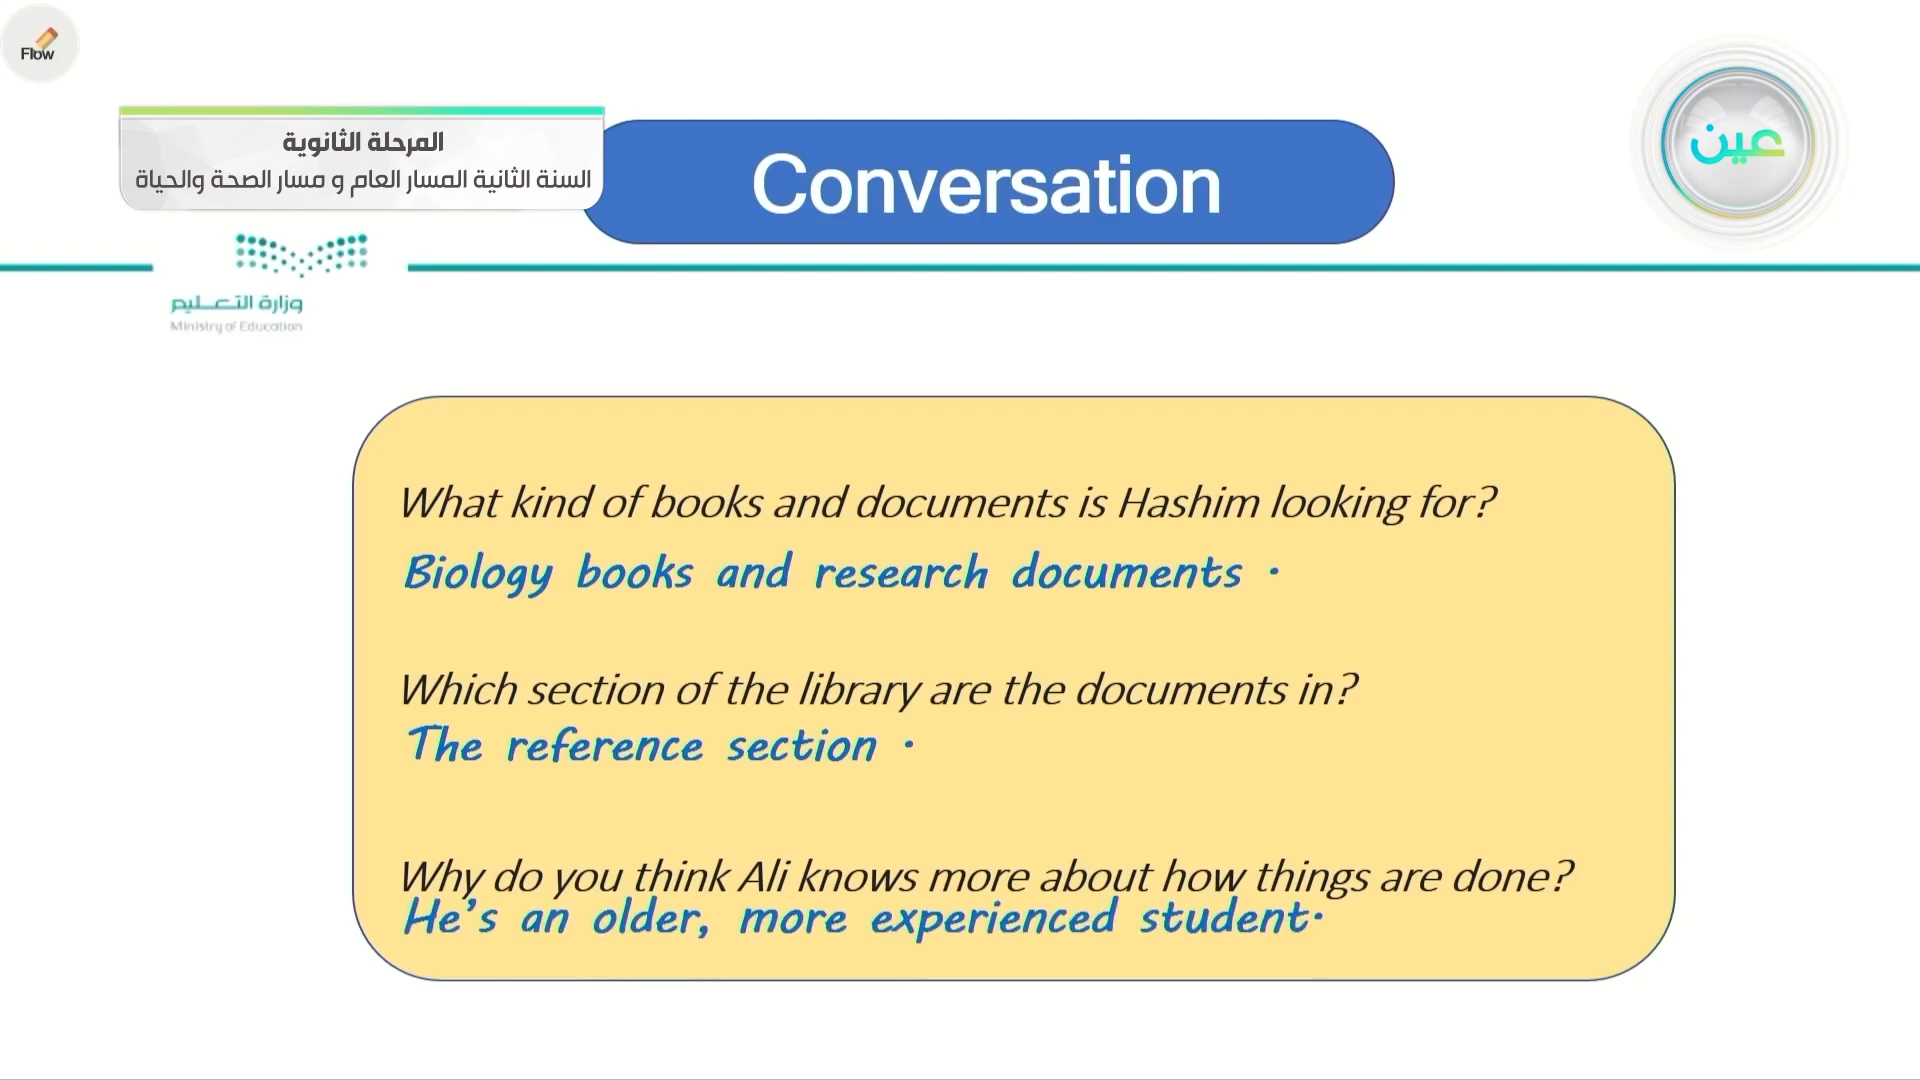 Flow
المرحلة الثانوية
السنة الثانية المسار العام و مسار الصحة والحياة
Conversation
عين
وزارة التعليم
Ministry of Education
What kind of books and documents is Hashim looking for?
Biology books and research documents .
Which section of the library are the documents in?
The reference section .
Why do you think Ali knows more about how things are done?
He's an older, more experienced student.